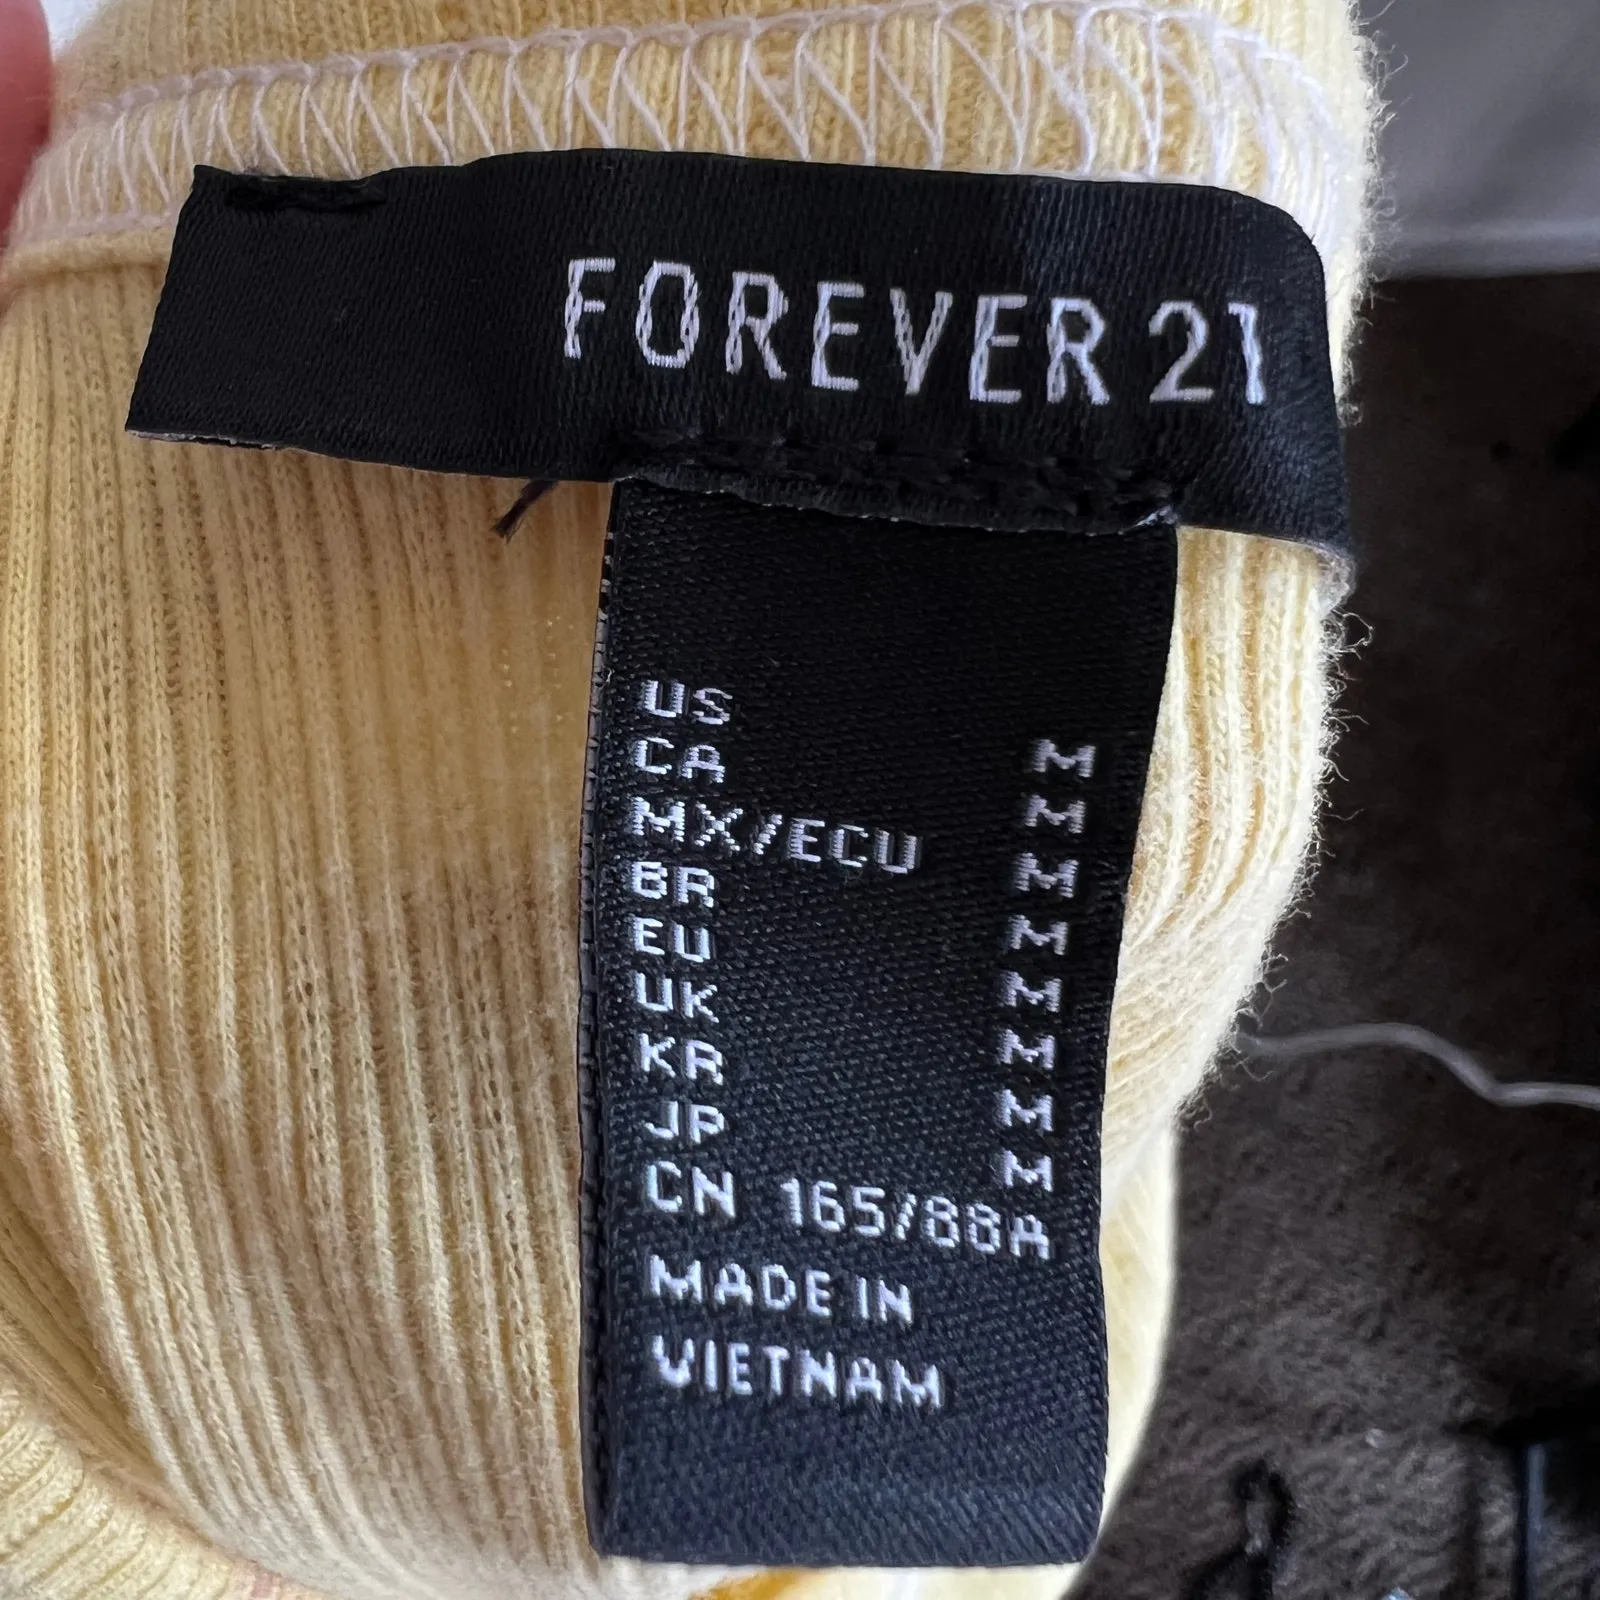 FOREVER 21
US M
CA M
MX/ECU M
BR M
EU M
UK M
KR M
JP M
CN 165/88A
MADE IN
VIETNAM